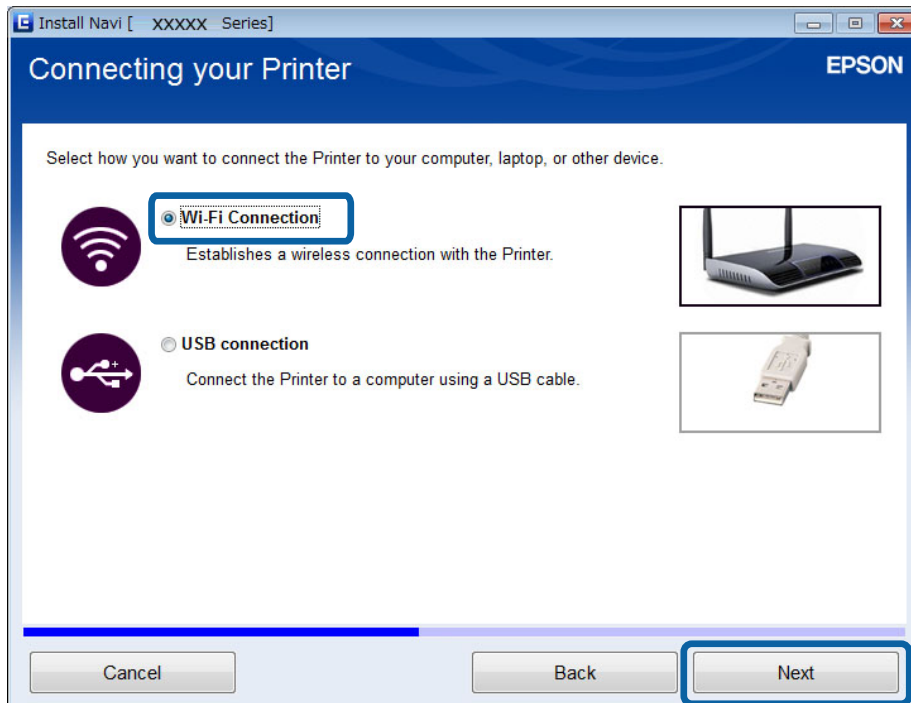 Install Navi [ XXXXX Series]
Connecting your Printer
EPSON
Select how you want to connect the Printer to your computer, laptop, or other device.
Wi-Fi Connection
Establishes a wireless connection with the Printer.
USB connection
Connect the Printer to a computer using a USB cable.
Cancel
Back
Next